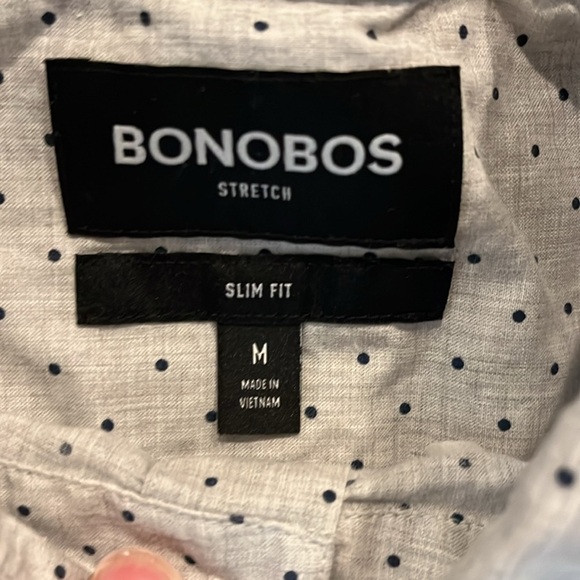 BONOBOS
STRETCH
SLIM FIT
M
MADE IN
VIETNAM